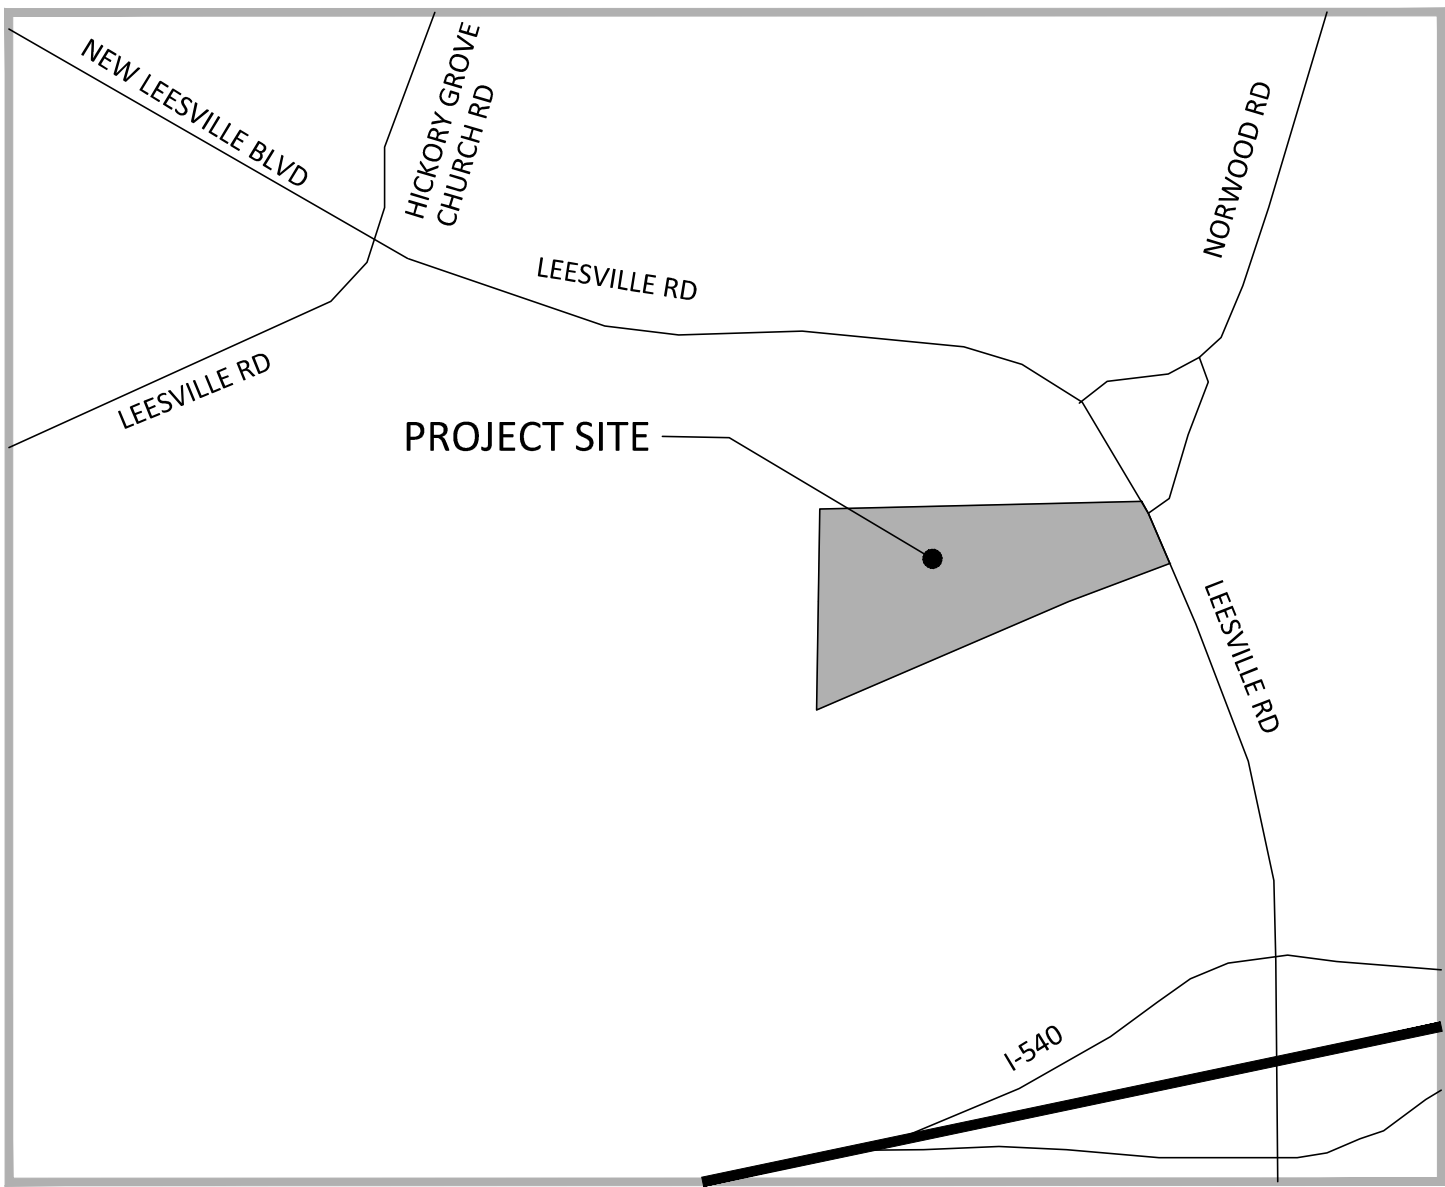 NEW LEESVILLE BLVD
HICKORY GROVE
CHURCH RD
NORWOOD RD
LEESVILLE RD
LEESVILLE RD
PROJECT SITE
LEESVILLE RD
I-540